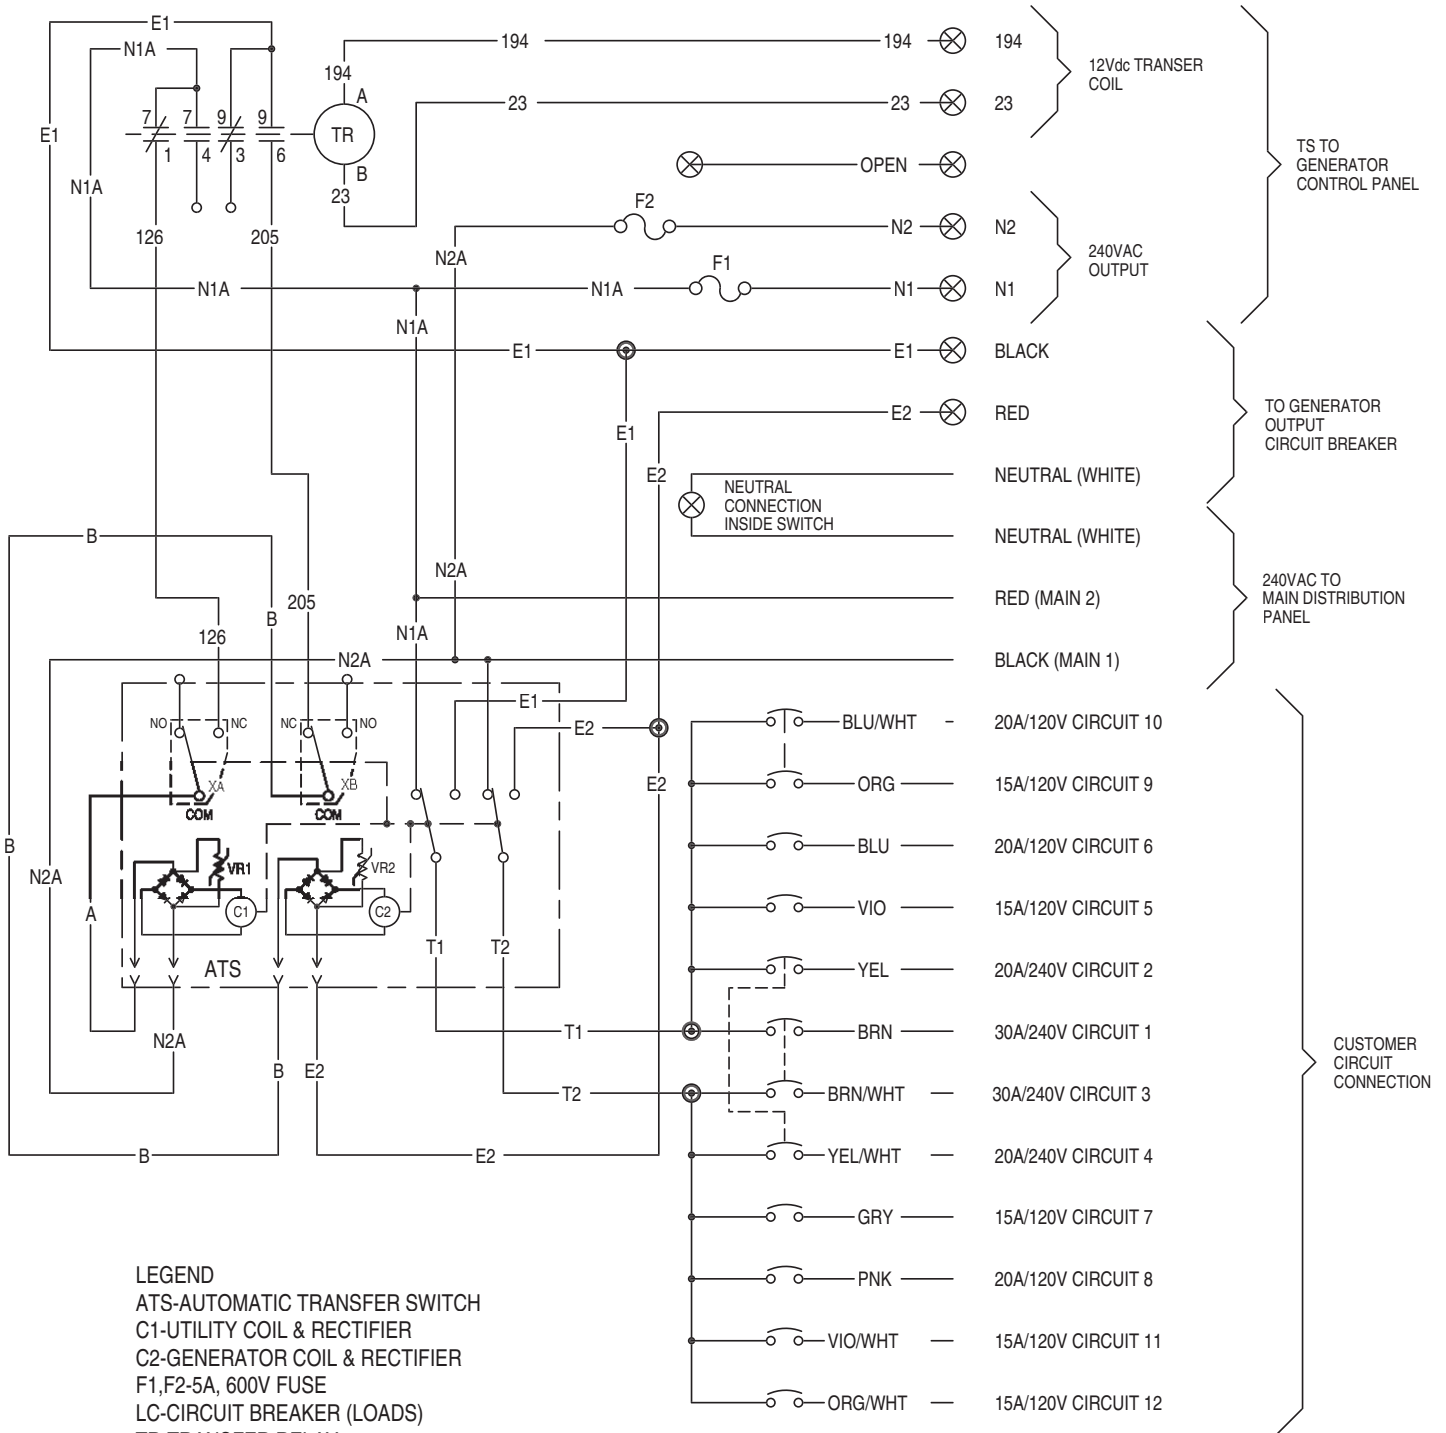 E1
N1A
194
194
194
12Vdc TRANSER
COIL
194
A
23
23
23
7
7
9
9
TR
E1
1
4
3
6
TS TO
GENERATOR
CONTROL PANEL
OPEN
B
N1A
23
F2
N2
N2
126
205
240VAC
OUTPUT
N2A
F1
N1A
N1A
N1
N1
N1A
E1
E1
BLACK
TO GENERATOR
OUTPUT
CIRCUIT BREAKER
E2
RED
E1
E2
NEUTRAL (WHITE)
NEUTRAL
CONNECTION
INSIDE SWITCH
B
NEUTRAL (WHITE)
N2A
240VAC TO
MAIN DISTRIBUTION
PANEL
205
RED (MAIN 2)
B
126
N1A
N2A
BLACK (MAIN 1)
E1
NO
NC
NC
NO
E2
BLU/WHT
20A/120V CIRCUIT 10
XA
XB
E2
ORG
15A/120V CIRCUIT 9
COM
COM
B
BLU
20A/120V CIRCUIT 6
VR1
VR2
N2A
A
C1
C2
VIO
15A/120V CIRCUIT 5
T1
T2
ATS
YEL
20A/240V CIRCUIT 2
N2A
T1
BRN
30A/240V CIRCUIT 1
CUSTOMER
CIRCUIT
CONNECTION
B
E2
T2
BRN/WHT
30A/240V CIRCUIT 3
B
E2
YEL/WHT
20A/240V CIRCUIT 4
GRY
15A/120V CIRCUIT 7
PNK
20A/120V CIRCUIT 8
VIO/WHT
15A/120V CIRCUIT 11
ORG/WHT
15A/120V CIRCUIT 12
LEGEND
ATS-AUTOMATIC TRANSFER SWITCH
C1-UTILITY COIL & RECTIFIER
C2-GENERATOR COIL & RECTIFIER
F1,F2-5A, 600V FUSE
LC-CIRCUIT BREAKER (LOADS)